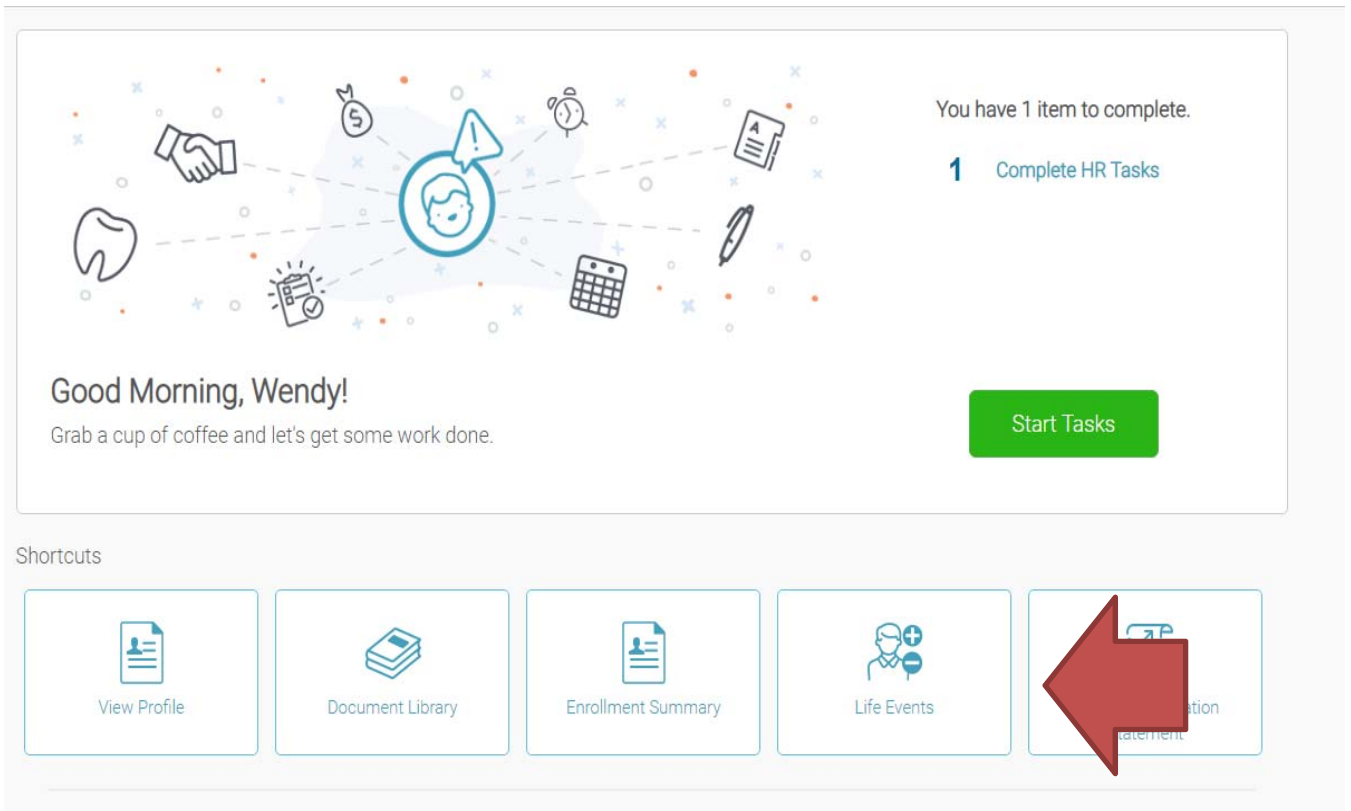 You have 1 item to complete.
1 Complete HR Tasks
Good Morning, Wendy!
Grab a cup of coffee and let's get some work done.
Start Tasks
Shortcuts
View Profile
Document Library
Enrollment Summary
Life Events